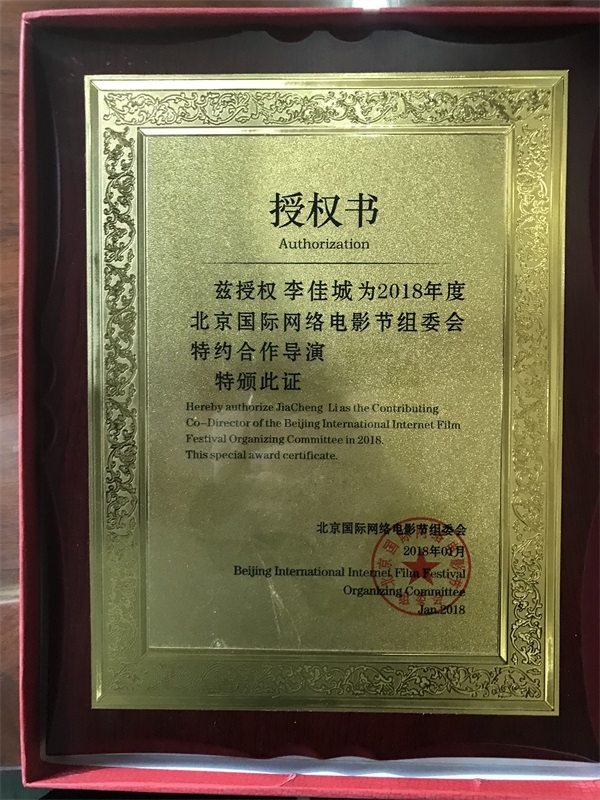 授权书
Authorization
兹授权 李佳城 为2018年度
北京国际网络电影节组委会
特约合作导演
特颁此证
Hereby authorize JiaCheng Li as the Contributing
Co-Director of the Beijing International Internet Film
Festival Organizing Committee in 2018.
This special award certificate.
北京国际网络电影节组委会
2018年01月
Beijing International Internet Film Festival
Organizing Committee
Jan.2018